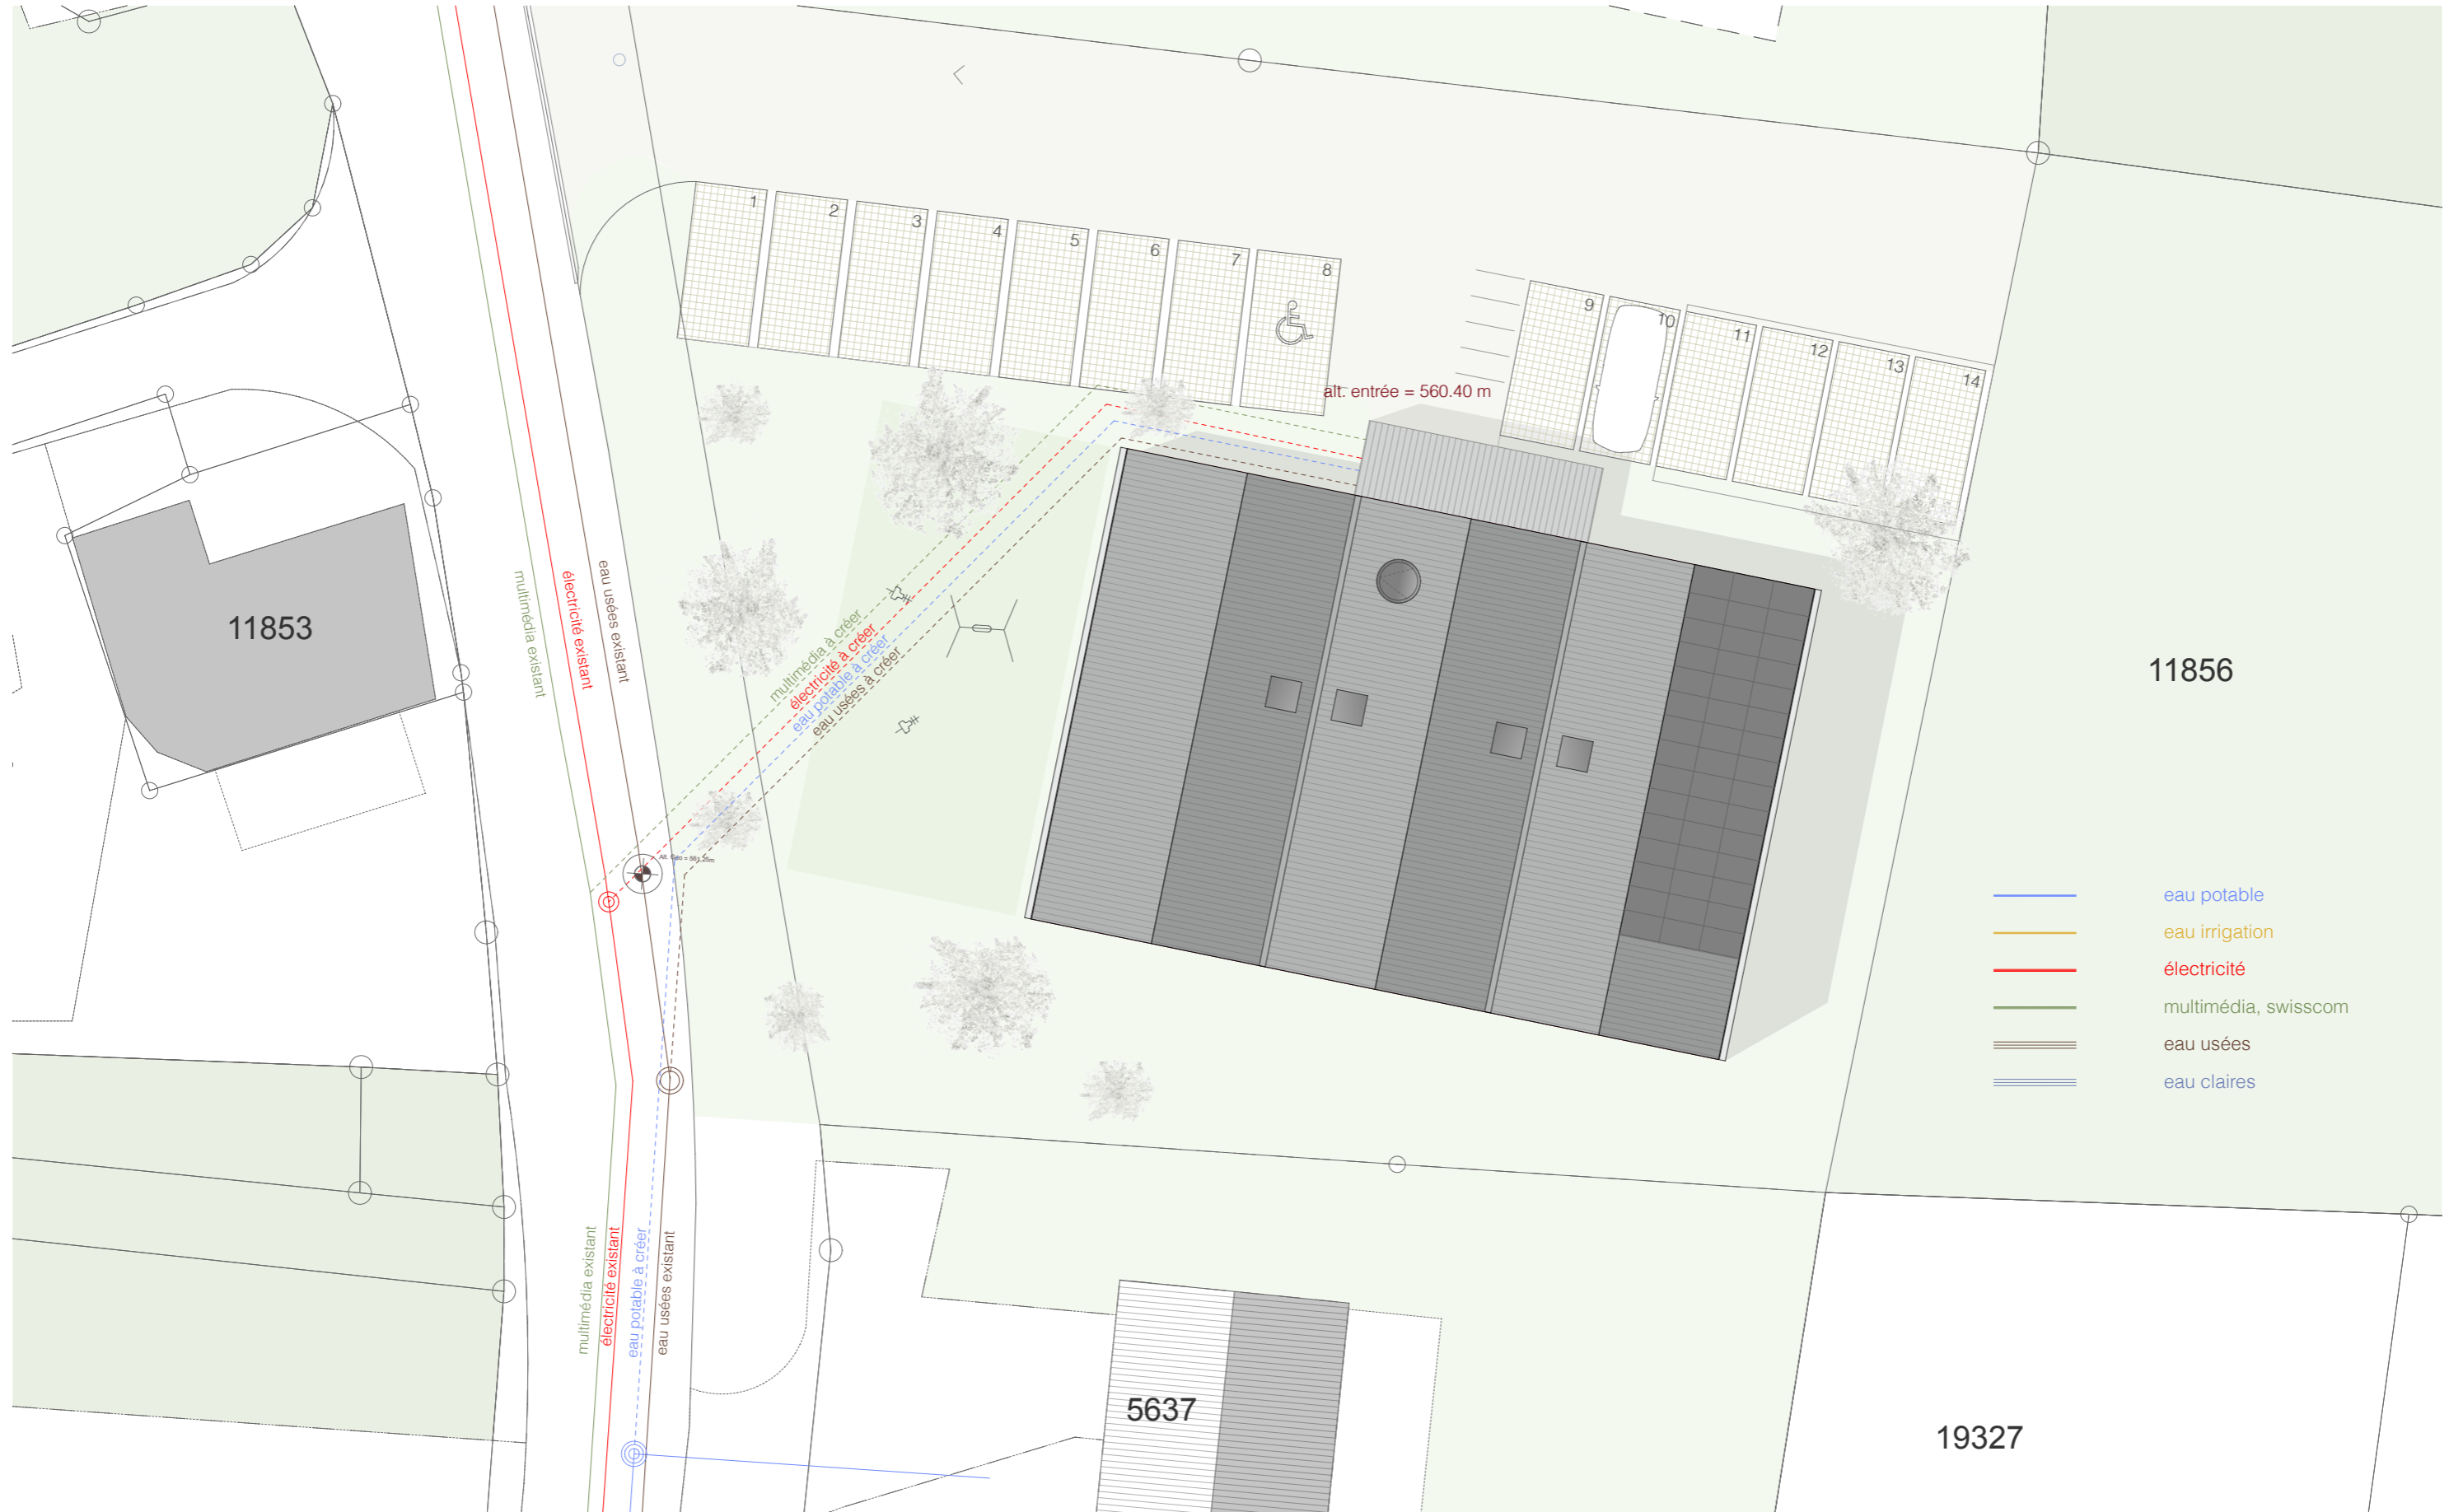 1
2
3
4
5
6
7
8
9
10
11
12
13
14
alt. entrée = 560.40 m
multimédia existant
électricité existant
eau usées existant
multimédia à créer
électricité à créer
eau potable à créer
eau usées à créer
11853
11856
eau potable
eau irrigation
électricité
multimédia, swisscom
eau usées
eau claires
multimédia existant
électricité existant
eau potable à créer
eau usées existant
5637
19327